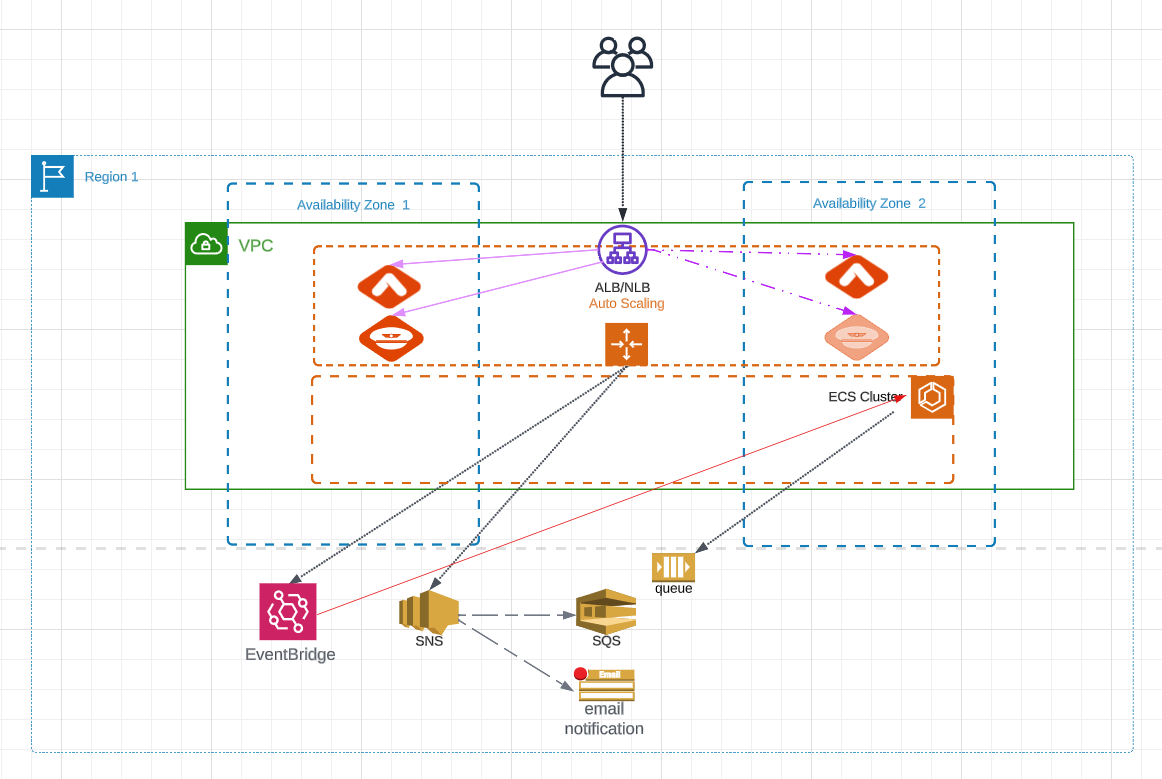 Region 1
Availability Zone 1
Availability Zone 2
VPC
ALB/NLB
Auto Scaling
ECS Cluster
queue
EventBridge
SNS
SQS
Email
email
notification